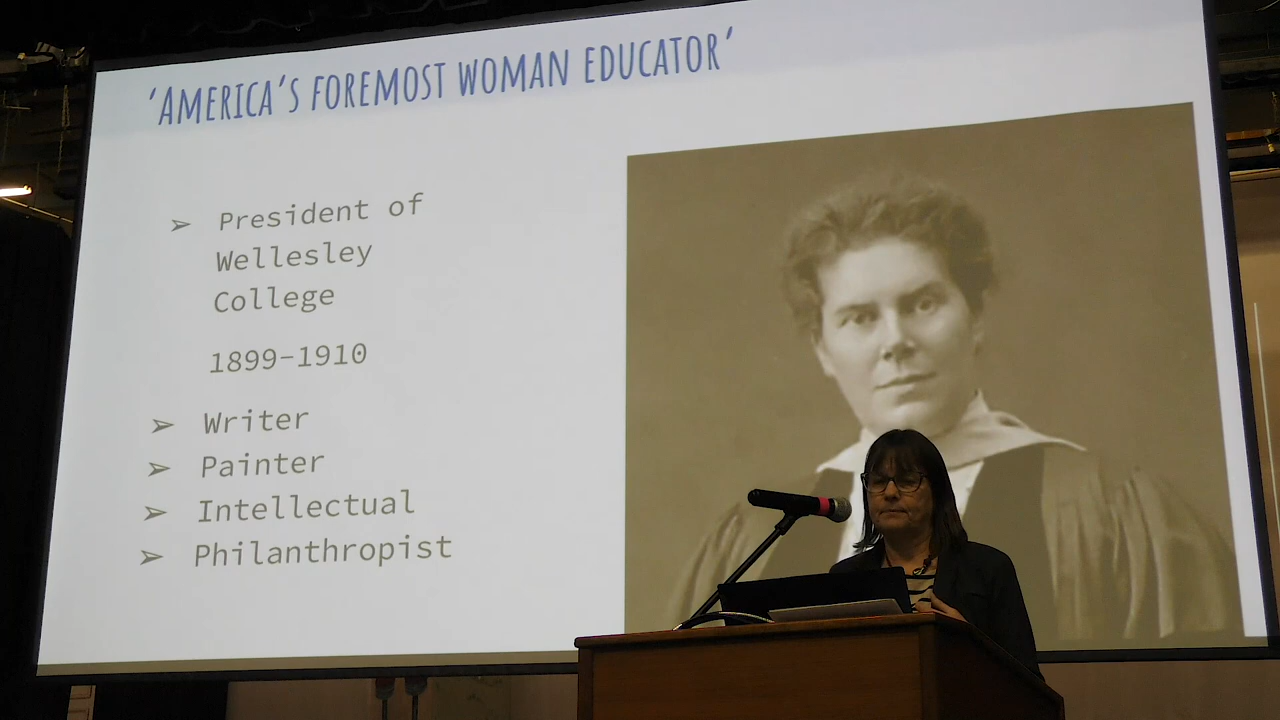 ‘AMERICA’S FOREMOST WOMAN EDUCATOR’
➢ President of
Wellesley
College
1899-1910
➢ Writer
➢ Painter
➢ Intellectual
➢ Philanthropist